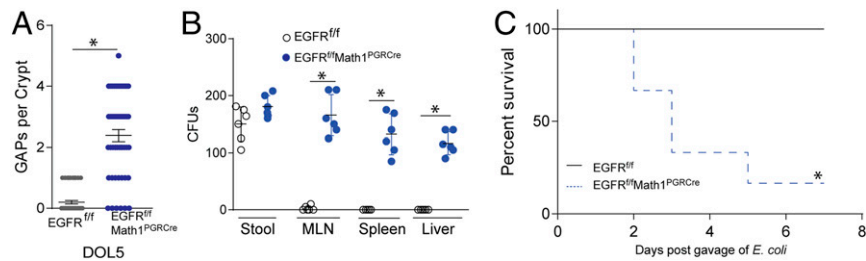 A
GAPs per Crypt
6
4
2
0
*
EGFR^f/f
EGFR^f/f
Math1^PGRCre
DOL5
B
CFUs
300
200
100
0
EGFR^f/f
EGFR^f/f Math1^PGRCre
*
*
*
Stool MLN Spleen Liver
C
Percent survival
100
50
0
EGFR^f/f
EGFR^f/fMath1^PGRCre
*
0 2 4 6 8
Days post gavage of E. coli